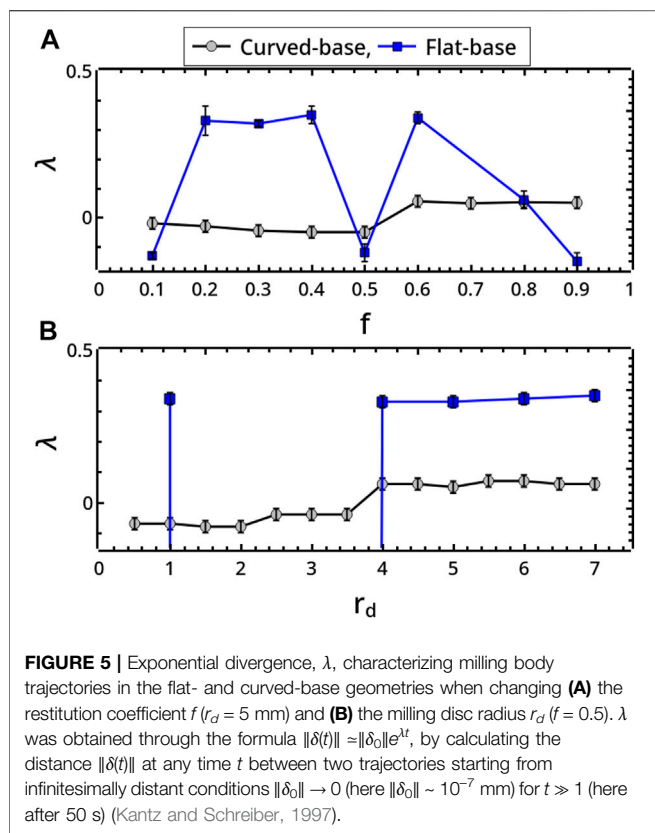 A
Curved-base, Flat-base
0.5
λ
0
0 0.1 0.2 0.3 0.4 0.5 0.6 0.7 0.8 0.9 1
f
B
0.5
λ
0
0 1 2 3 4 5 6 7
r_d
FIGURE 5 | Exponential divergence, λ, characterizing milling body
trajectories in the flat- and curved-base geometries when changing (A) the
restitution coefficient f (r_d = 5 mm) and (B) the milling disc radius r_d (f = 0.5). λ
was obtained through the formula ‖δ(t)‖ ≃‖δ₀‖e^{λt}, by calculating the
distance ‖δ(t)‖ at any time t between two trajectories starting from
infinitesimally distant conditions ‖δ₀‖ → 0 (here ‖δ₀‖ ~ 10⁻⁷ mm) for t ≫ 1 (here
after 50 s) (Kantz and Schreiber, 1997).